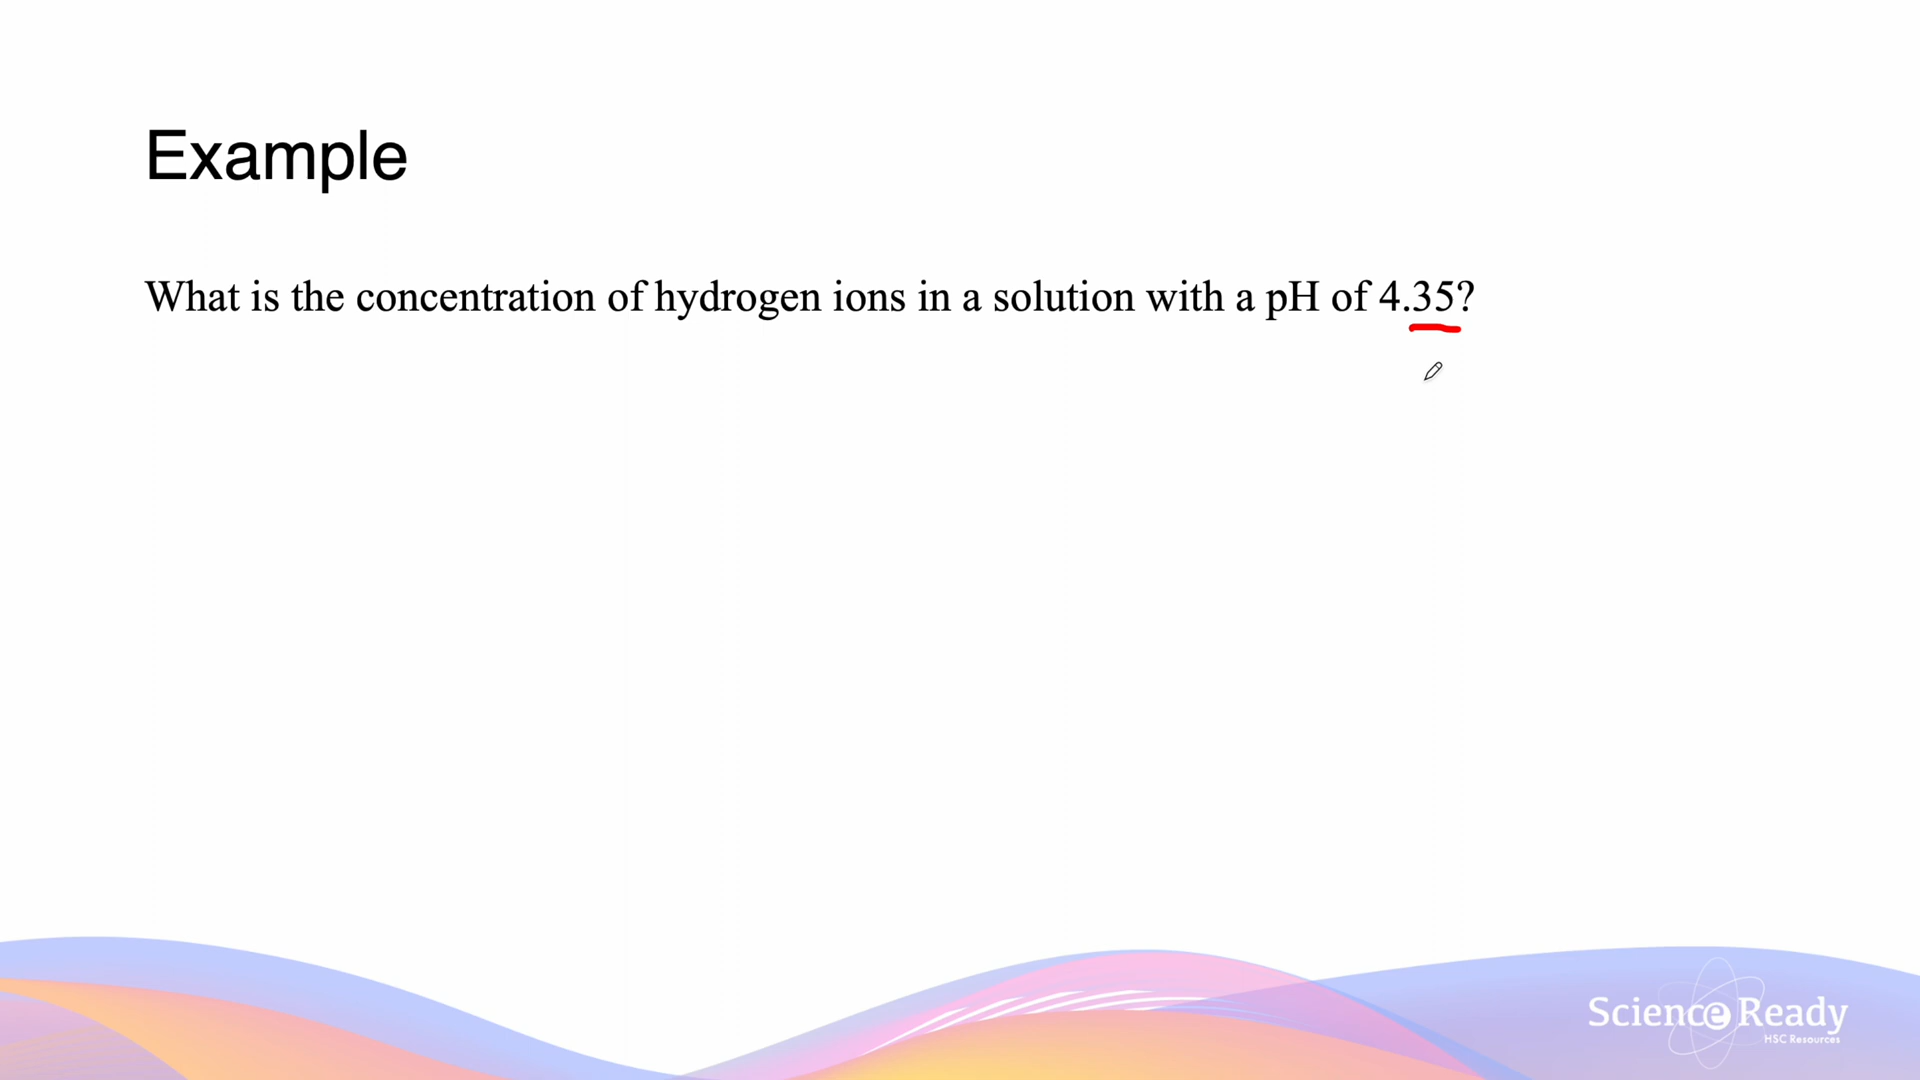 Example
What is the concentration of hydrogen ions in a solution with a pH of 4.35?
Science Ready
HSC Resources